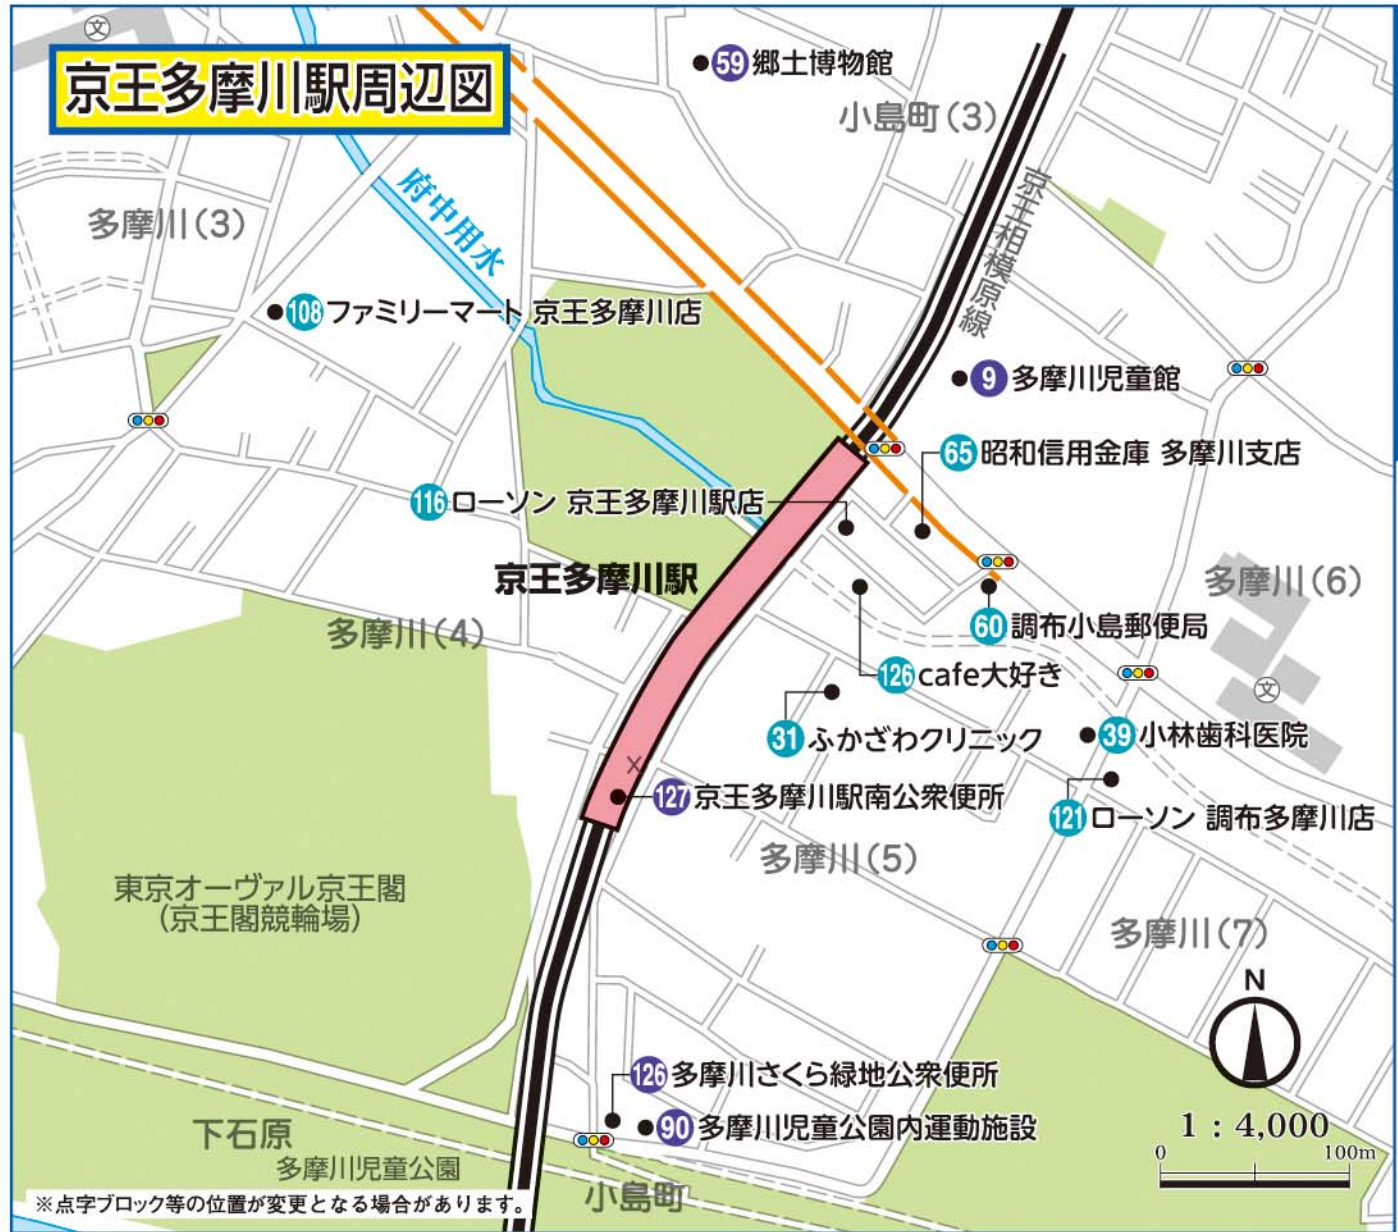 文
京王多摩川駅周辺図
59 郷土博物館
小島町(3)
府中用水
京王相模原線
多摩川(3)
108 ファミリーマート 京王多摩川店
9 多摩川児童館
65 昭和信用金庫 多摩川支店
116 ローソン 京王多摩川駅店
京王多摩川駅
多摩川(6)
60 調布小島郵便局
多摩川(4)
126 cafe大好き
文
31 ふかざわクリニック
39 小林歯科医院
127 京王多摩川駅南公衆便所
121 ローソン 調布多摩川店
多摩川(5)
東京オーヴァル京王閣
(京王閣競輪場)
多摩川(7)
N
126 多摩川さくら緑地公衆便所
90 多摩川児童公園内運動施設
1 : 4,000
0 100m
下石原
多摩川児童公園
小島町
※点字ブロック等の位置が変更となる場合があります。